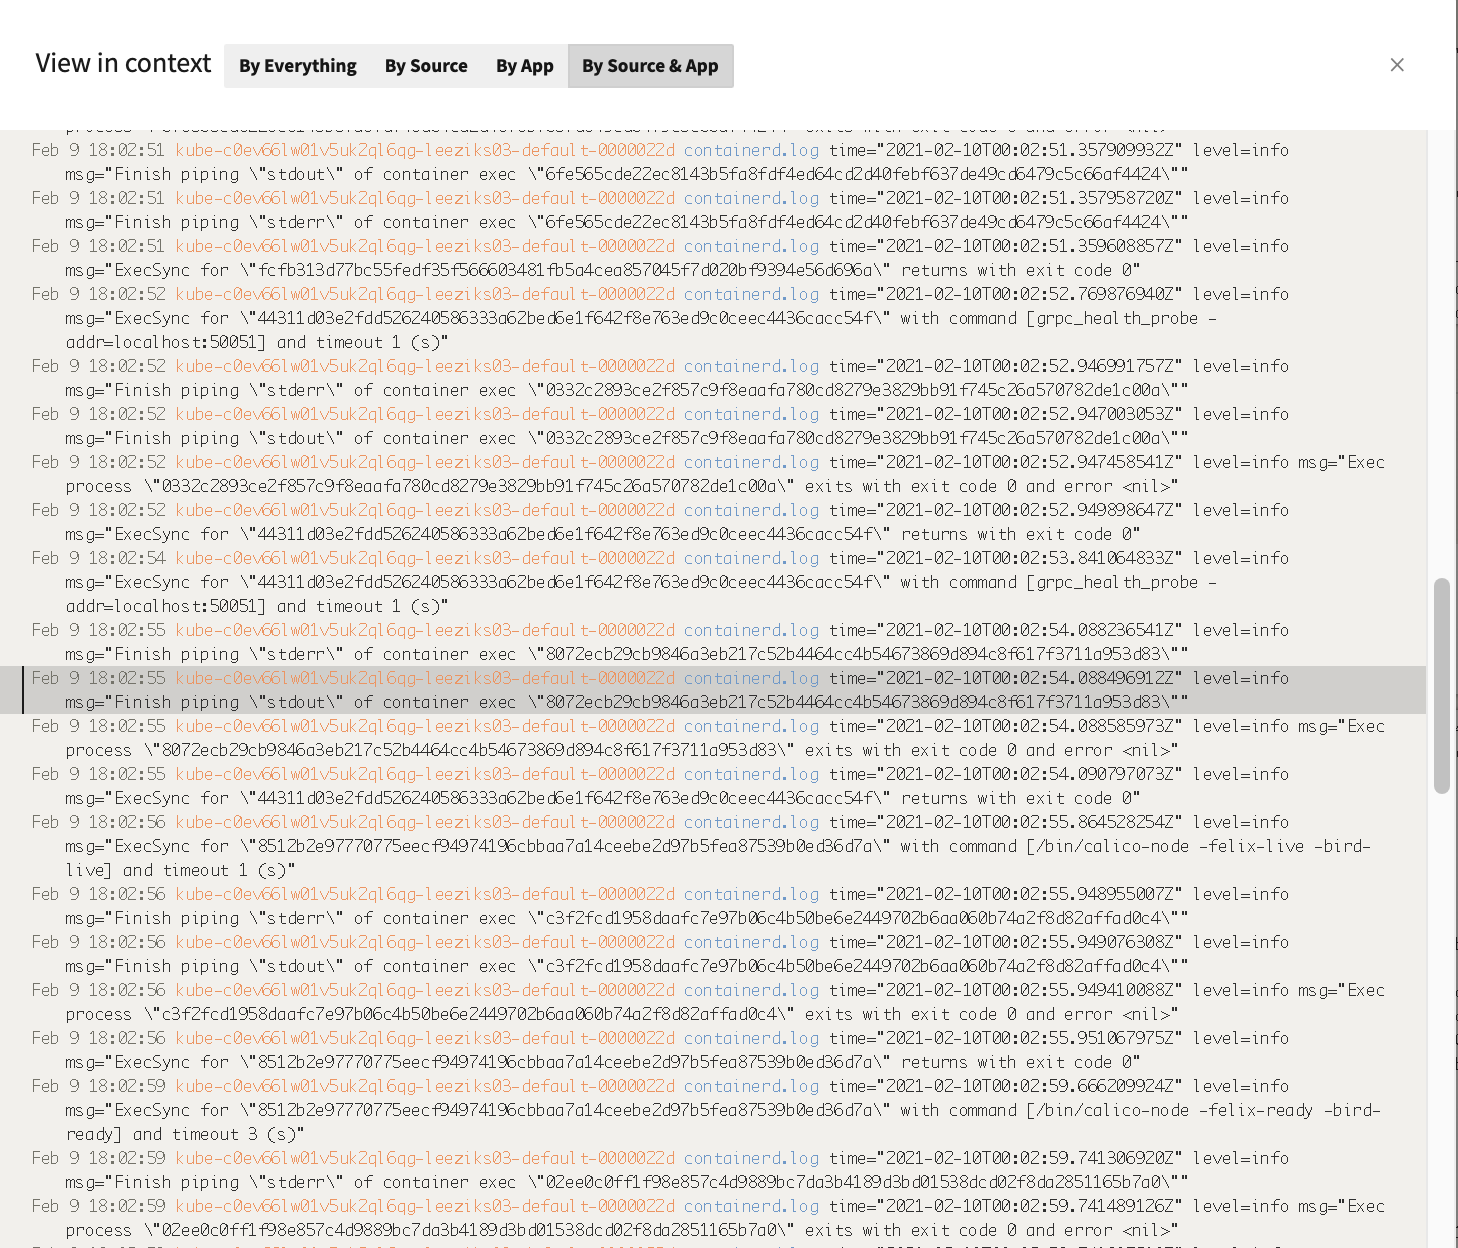 View in context By Everything By Source By App By Source & App ×
Feb 9 18:02:51 kube-c0ev66lw01v5uk2ql6qg-leeziks03-default-0000022d containerd.log time="2021-02-10T00:02:51.357909932Z" level=info
msg="Finish piping \"stdout\" of container exec \"6fe565cde22ec8143b5fa8fdf4ed64cd2d40febf637de49cd6479c5c66af4424\""
Feb 9 18:02:51 kube-c0ev66lw01v5uk2ql6qg-leeziks03-default-0000022d containerd.log time="2021-02-10T00:02:51.357958720Z" level=info
msg="Finish piping \"stderr\" of container exec \"6fe565cde22ec8143b5fa8fdf4ed64cd2d40febf637de49cd6479c5c66af4424\""
Feb 9 18:02:51 kube-c0ev66lw01v5uk2ql6qg-leeziks03-default-0000022d containerd.log time="2021-02-10T00:02:51.359608857Z" level=info
msg="ExecSync for \"fcfb313d77bc55fedf35f566603481fb5a4cea857045f7d020bf9394e56d696a\" returns with exit code 0"
Feb 9 18:02:52 kube-c0ev66lw01v5uk2ql6qg-leeziks03-default-0000022d containerd.log time="2021-02-10T00:02:52.769876940Z" level=info
msg="ExecSync for \"44311d03e2fdd526240586333a62bed6e1f642f8e763ed9c0ceec4436cacc54f\" with command [grpc_health_probe -
addr=localhost:50051] and timeout 1 (s)"
Feb 9 18:02:52 kube-c0ev66lw01v5uk2ql6qg-leeziks03-default-0000022d containerd.log time="2021-02-10T00:02:52.946991757Z" level=info
msg="Finish piping \"stderr\" of container exec \"0332c2893ce2f857c9f8eaafa780cd8279e3829bb91f745c26a570782de1c00a\""
Feb 9 18:02:52 kube-c0ev66lw01v5uk2ql6qg-leeziks03-default-0000022d containerd.log time="2021-02-10T00:02:52.947003053Z" level=info
msg="Finish piping \"stdout\" of container exec \"0332c2893ce2f857c9f8eaafa780cd8279e3829bb91f745c26a570782de1c00a\""
Feb 9 18:02:52 kube-c0ev66lw01v5uk2ql6qg-leeziks03-default-0000022d containerd.log time="2021-02-10T00:02:52.947458541Z" level=info msg="Exec
process \"0332c2893ce2f857c9f8eaafa780cd8279e3829bb91f745c26a570782de1c00a\" exits with exit code 0 and error <nil>"
Feb 9 18:02:52 kube-c0ev66lw01v5uk2ql6qg-leeziks03-default-0000022d containerd.log time="2021-02-10T00:02:52.949898647Z" level=info
msg="ExecSync for \"44311d03e2fdd526240586333a62bed6e1f642f8e763ed9c0ceec4436cacc54f\" returns with exit code 0"
Feb 9 18:02:54 kube-c0ev66lw01v5uk2ql6qg-leeziks03-default-0000022d containerd.log time="2021-02-10T00:02:53.841064833Z" level=info
msg="ExecSync for \"44311d03e2fdd526240586333a62bed6e1f642f8e763ed9c0ceec4436cacc54f\" with command [grpc_health_probe -
addr=localhost:50051] and timeout 1 (s)"
Feb 9 18:02:55 kube-c0ev66lw01v5uk2ql6qg-leeziks03-default-0000022d containerd.log time="2021-02-10T00:02:54.088236541Z" level=info
msg="Finish piping \"stderr\" of container exec \"8072ecb29cb9846a3eb217c52b4464cc4b54673869d894c8f617f3711a953d83\""
Feb 9 18:02:55 kube-c0ev66lw01v5uk2ql6qg-leeziks03-default-0000022d containerd.log time="2021-02-10T00:02:54.088496912Z" level=info
msg="Finish piping \"stdout\" of container exec \"8072ecb29cb9846a3eb217c52b4464cc4b54673869d894c8f617f3711a953d83\""
Feb 9 18:02:55 kube-c0ev66lw01v5uk2ql6qg-leeziks03-default-0000022d containerd.log time="2021-02-10T00:02:54.088585973Z" level=info msg="Exec
process \"8072ecb29cb9846a3eb217c52b4464cc4b54673869d894c8f617f3711a953d83\" exits with exit code 0 and error <nil>"
Feb 9 18:02:55 kube-c0ev66lw01v5uk2ql6qg-leeziks03-default-0000022d containerd.log time="2021-02-10T00:02:54.090797073Z" level=info
msg="ExecSync for \"44311d03e2fdd526240586333a62bed6e1f642f8e763ed9c0ceec4436cacc54f\" returns with exit code 0"
Feb 9 18:02:56 kube-c0ev66lw01v5uk2ql6qg-leeziks03-default-0000022d containerd.log time="2021-02-10T00:02:55.864528254Z" level=info
msg="ExecSync for \"8512b2e97770775eecf94974196cbbaa7a14ceebe2d97b5fea87539b0ed36d7a\" with command [/bin/calico-node -felix-live -bird-
live] and timeout 1 (s)"
Feb 9 18:02:56 kube-c0ev66lw01v5uk2ql6qg-leeziks03-default-0000022d containerd.log time="2021-02-10T00:02:55.948955007Z" level=info
msg="Finish piping \"stderr\" of container exec \"c3f2fcd1958daafc7e97b06c4b50be6e2449702b6aa060b74a2f8d82affad0c4\""
Feb 9 18:02:56 kube-c0ev66lw01v5uk2ql6qg-leeziks03-default-0000022d containerd.log time="2021-02-10T00:02:55.949076308Z" level=info
msg="Finish piping \"stdout\" of container exec \"c3f2fcd1958daafc7e97b06c4b50be6e2449702b6aa060b74a2f8d82affad0c4\""
Feb 9 18:02:56 kube-c0ev66lw01v5uk2ql6qg-leeziks03-default-0000022d containerd.log time="2021-02-10T00:02:55.949410088Z" level=info msg="Exec
process \"c3f2fcd1958daafc7e97b06c4b50be6e2449702b6aa060b74a2f8d82affad0c4\" exits with exit code 0 and error <nil>"
Feb 9 18:02:56 kube-c0ev66lw01v5uk2ql6qg-leeziks03-default-0000022d containerd.log time="2021-02-10T00:02:55.951067975Z" level=info
msg="ExecSync for \"8512b2e97770775eecf94974196cbbaa7a14ceebe2d97b5fea87539b0ed36d7a\" returns with exit code 0"
Feb 9 18:02:59 kube-c0ev66lw01v5uk2ql6qg-leeziks03-default-0000022d containerd.log time="2021-02-10T00:02:59.666209924Z" level=info
msg="ExecSync for \"8512b2e97770775eecf94974196cbbaa7a14ceebe2d97b5fea87539b0ed36d7a\" with command [/bin/calico-node -felix-ready -bird-
ready] and timeout 3 (s)"
Feb 9 18:02:59 kube-c0ev66lw01v5uk2ql6qg-leeziks03-default-0000022d containerd.log time="2021-02-10T00:02:59.741306920Z" level=info
msg="Finish piping \"stderr\" of container exec \"02ee0c0ff1f98e857c4d9889bc7da3b4189d3bd01538dcd02f8da2851165b7a0\""
Feb 9 18:02:59 kube-c0ev66lw01v5uk2ql6qg-leeziks03-default-0000022d containerd.log time="2021-02-10T00:02:59.741489126Z" level=info msg="Exec
process \"02ee0c0ff1f98e857c4d9889bc7da3b4189d3bd01538dcd02f8da2851165b7a0\" exits with exit code 0 and error <nil>"